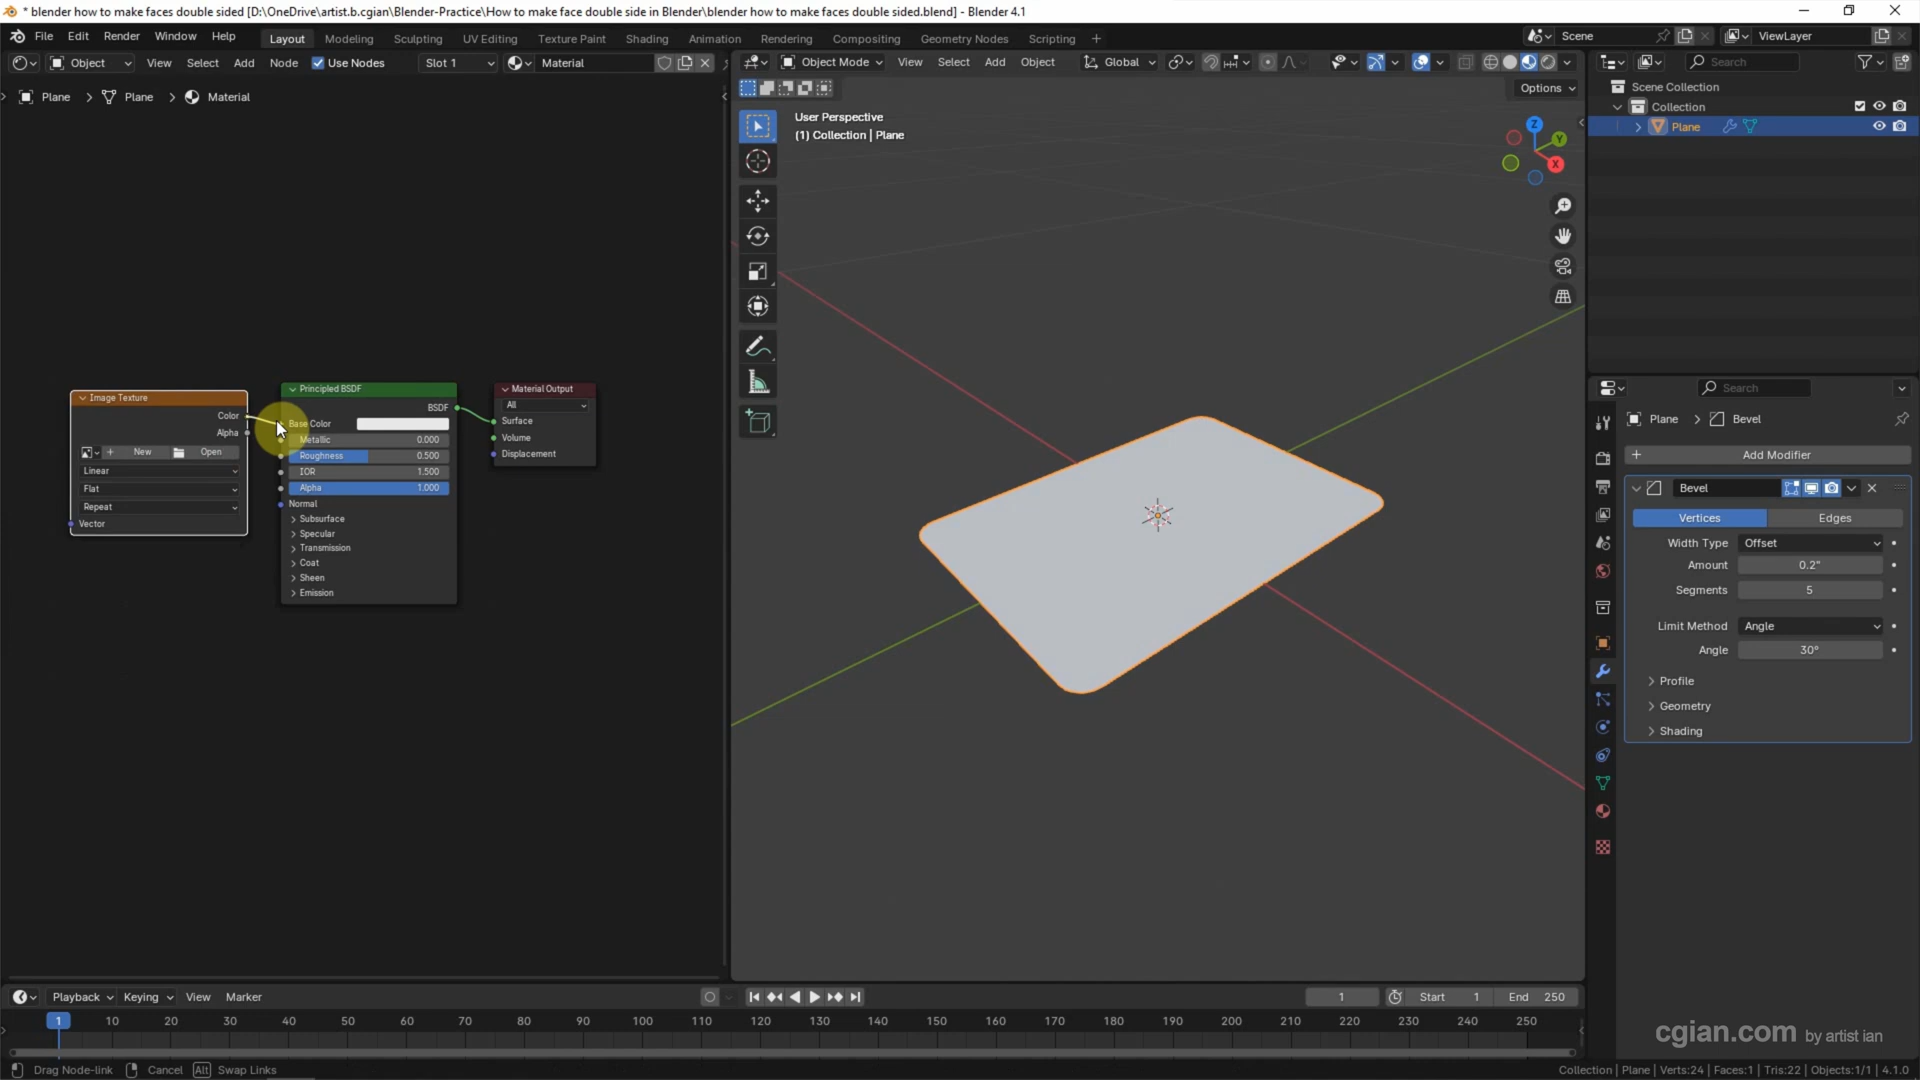 * blender how to make faces double sided [D:\OneDrive\artist.b.cgian\Blender-Practice\How to make face double side in Blender\blender how to make faces double sided.blend] - Blender 4.1
File Edit Render Window Help Layout Modeling Sculpting UV Editing Texture Paint Shading Animation Rendering Compositing Geometry Nodes Scripting + Scene ViewLayer
Object View Select Add Node Use Nodes Slot 1 Material
Object Mode View Select Add Object Global
Search
Plane > Plane > Material
Options
Scene Collection
Collection
Plane
User Perspective
(1) Collection | Plane
Z
Y
X
Image Texture
Color
Alpha
New Open
Linear
Flat
Repeat
Vector
Principled BSDF
BSDF
Base Color
Metallic 0.000
Roughness 0.500
IOR 1.500
Alpha 1.000
Normal
Subsurface
Specular
Transmission
Coat
Sheen
Emission
Material Output
All
Surface
Volume
Displacement
Search
Plane > Bevel
+ Add Modifier
Bevel
Vertices Edges
Width Type Offset
Amount 0.2"
Segments 5
Limit Method Angle
Angle 30°
Profile
Geometry
Shading
Playback Keying View Marker
1 Start 1 End 250
1 10 20 30 40 50 60 70 80 90 100 110 120 130 140 150 160 170 180 190 200 210 220 230 240 250
cgian.com by artist ian
Drag Node-link Cancel Alt Swap Links
Collection | Plane | Verts:24 | Faces:1 | Tris:22 | Objects:1/1 | 4.1.0